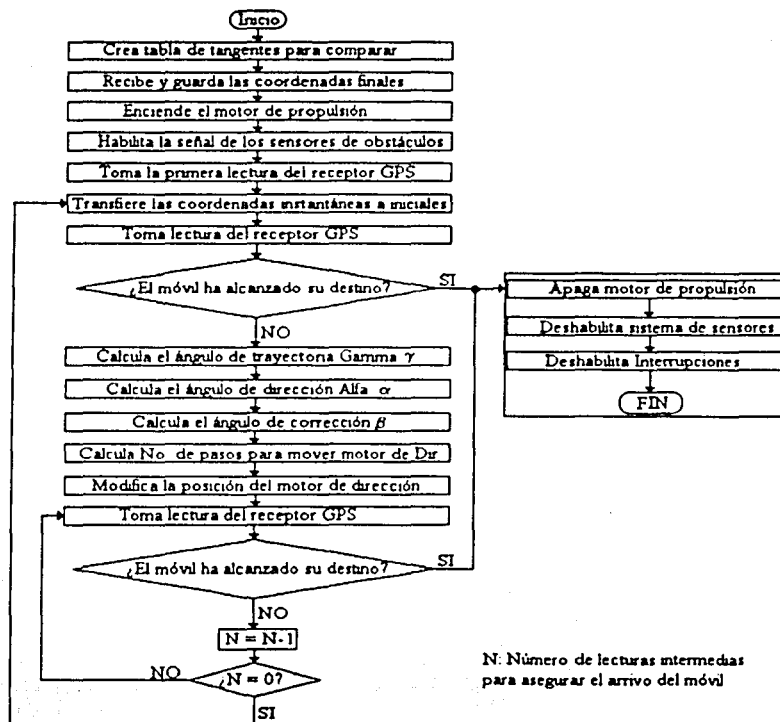 Inicio
Crea tabla de tangentes para comparar
Recibe y guarda las coordenadas finales
Enciende el motor de propulsión
Habilita la señal de los sensores de obstáculos
Toma la primera lectura del receptor GPS
Transfiere las coordenadas instantáneas a iniciales
Toma lectura del receptor GPS
¿El móvil ha alcanzado su destino?
SI
NO
Calcula el ángulo de trayectoria Gamma γ
Calcula el ángulo de dirección Alfa α
Calcula el ángulo de corrección β
Calcula No. de pasos para mover motor de Dir
Modifica la posición del motor de dirección
Toma lectura del receptor GPS
¿El móvil ha alcanzado su destino?
SI
NO
N = N-1
¿N = 0?
NO
SI
Apaga motor de propulsión
Deshabilita sistema de sensores
Deshabilita Interrupciones
FIN
N: Número de lecturas intermedias
para asegurar el arrivo del móvil